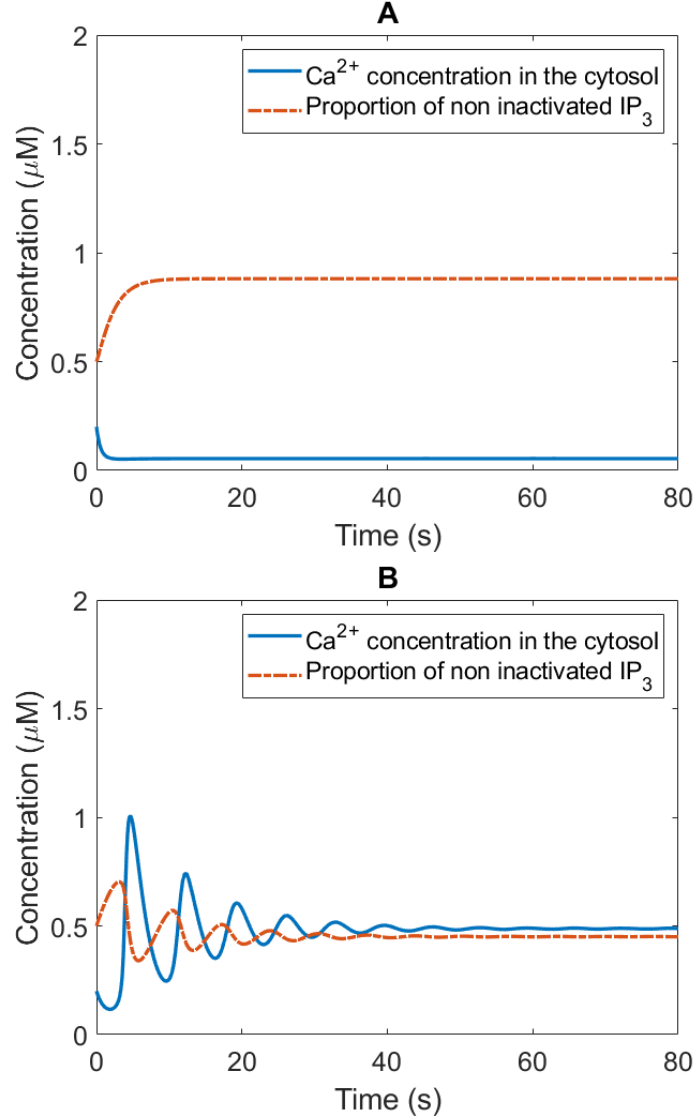 A
2
1.5
1
0.5
0
Concentration (μM)
Ca2+ concentration in the cytosol
Proportion of non inactivated IP3
0 20 40 60 80
Time (s)
B
2
1.5
1
0.5
0
Concentration (μM)
Ca2+ concentration in the cytosol
Proportion of non inactivated IP3
0 20 40 60 80
Time (s)